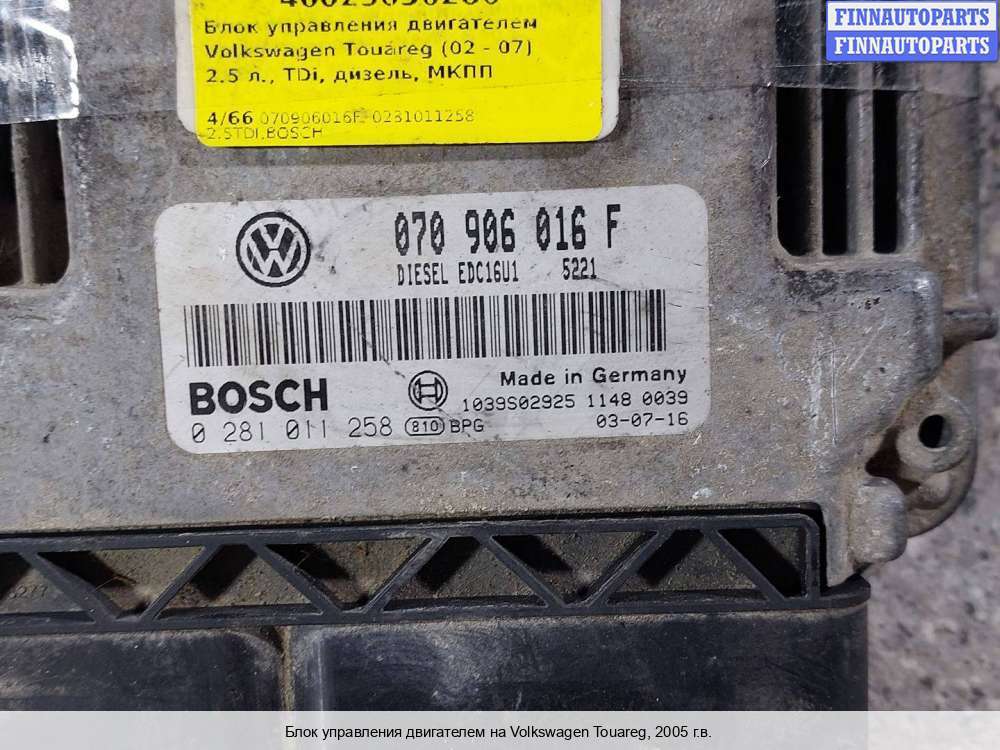 FINNAUTOPARTS
FINNAUTOPARTS
Блок управления двигателем
Volkswagen Touareg (02 - 07)
2.5 л., TDi, дизель, МКПП
4/66 070906016F 0281011258
2.5TDI,BOSCH
070 906 016 F
DIESEL EDC16U1 5221
BOSCH
Made in Germany
1039S02925 1148 0039
0 281 011 258 810 BPG 03-07-16
Блок управления двигателем на Volkswagen Touareg, 2005 г.в.